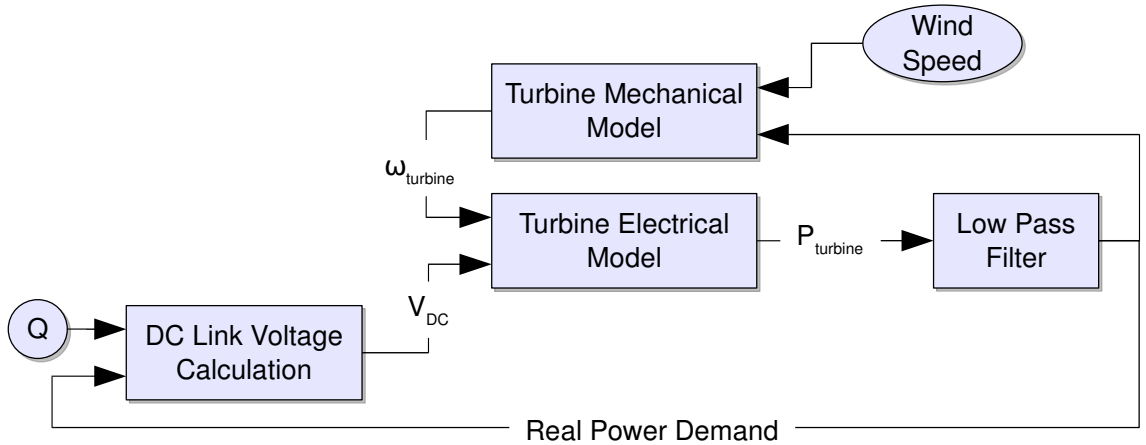 Wind
Speed
Turbine Mechanical
Model
ω turbine
Turbine Electrical
Model
P turbine
Low Pass
Filter
V DC
Q
DC Link Voltage
Calculation
Real Power Demand